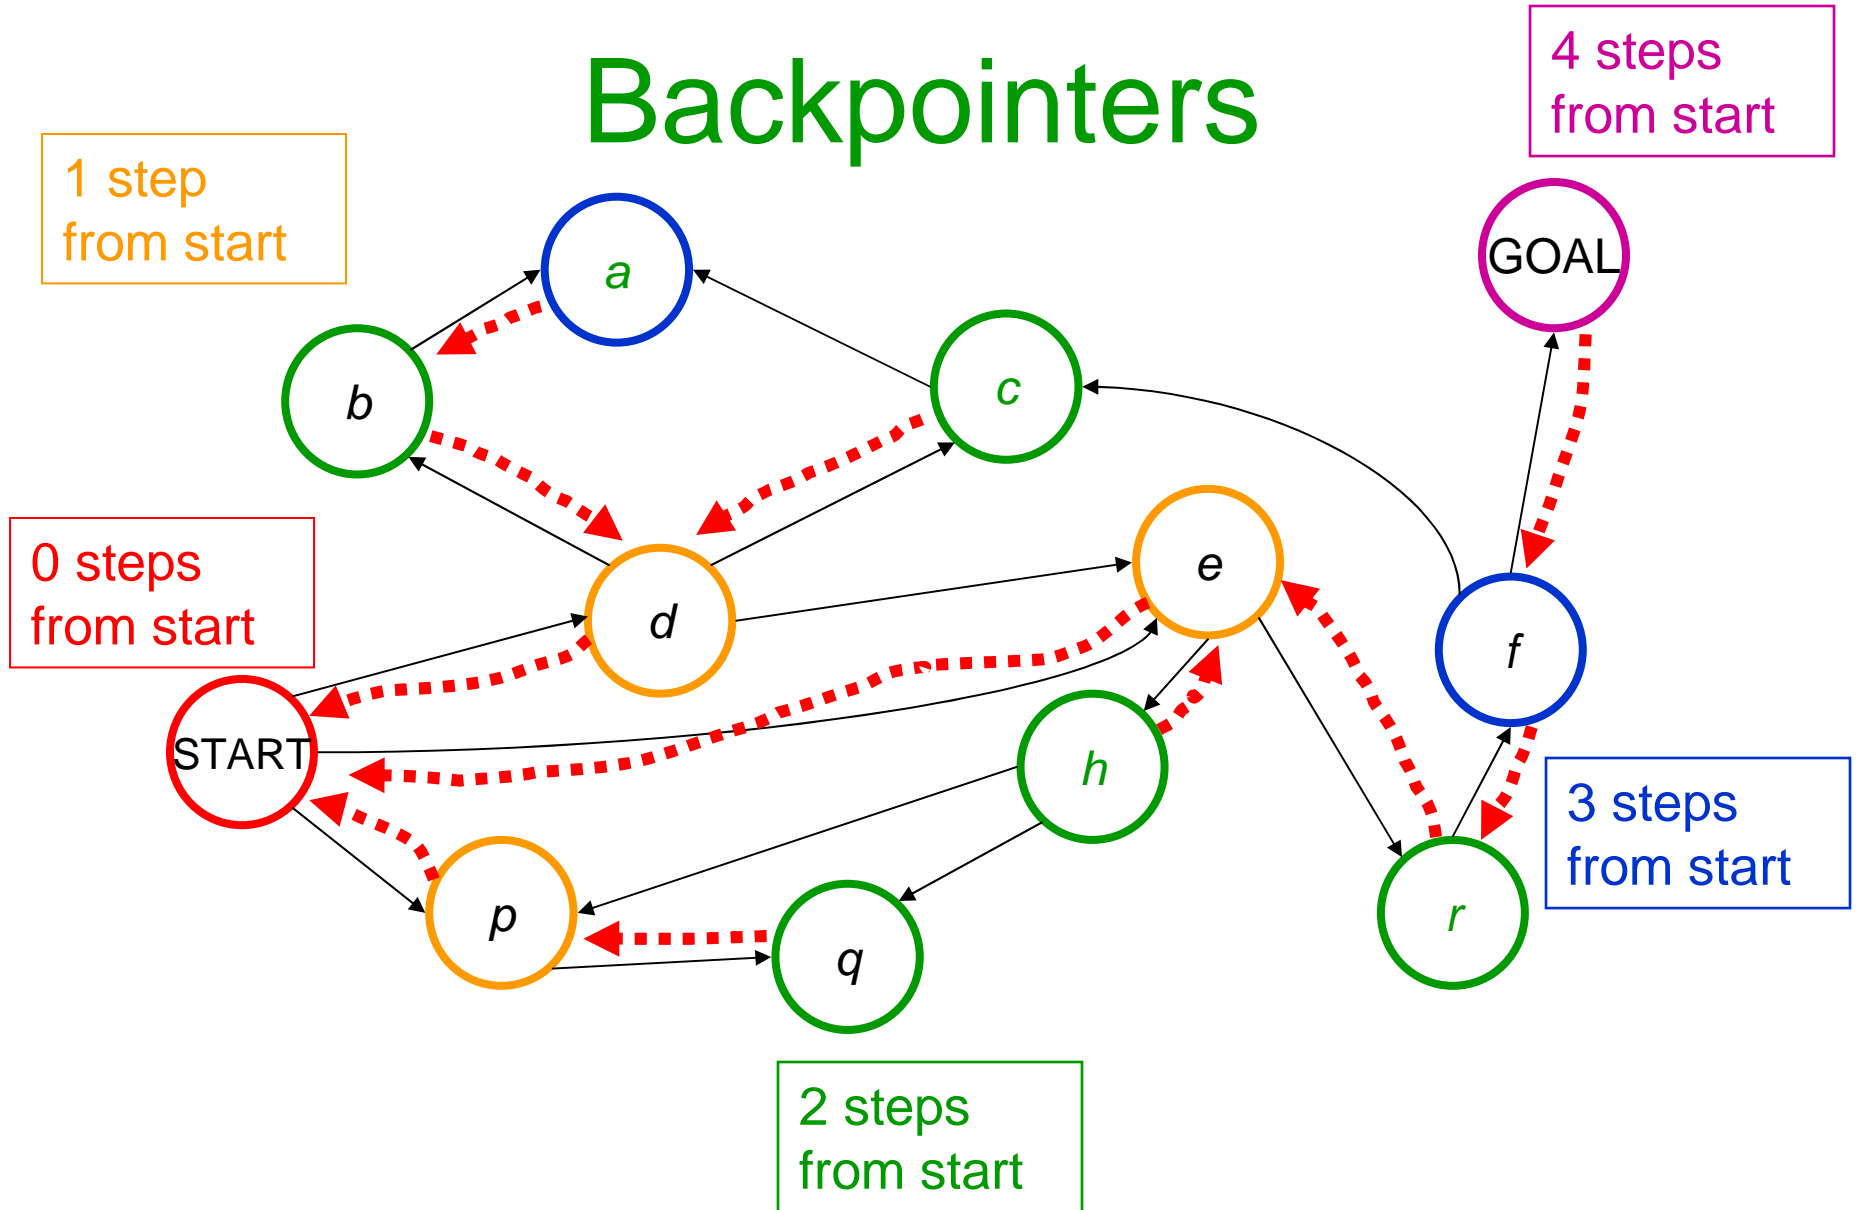 Backpointers
4 steps
from start
1 step
from start
a
GOAL
b
c
0 steps
from start
e
d
f
START
h
3 steps
from start
p
q
r
2 steps
from start